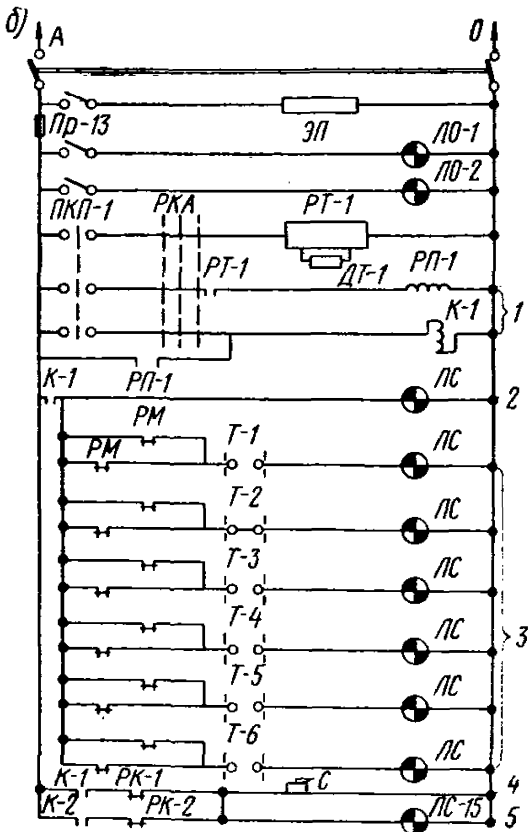 б) А 0
Пр-13 ЭП
ЛО-1
ЛО-2
ПКП-1 РКА РТ-1
РТ-1 ДТ-1 РП-1
К-1 1
К-1 РП-1 ЛС 2
РМ
РМ Т-1 ЛС
Т-2 ЛС
Т-3 ЛС
Т-4 ЛС 3
Т-5 ЛС
Т-6 ЛС
К-1 РК-1 С 4
К-2 РК-2 ЛС-15 5